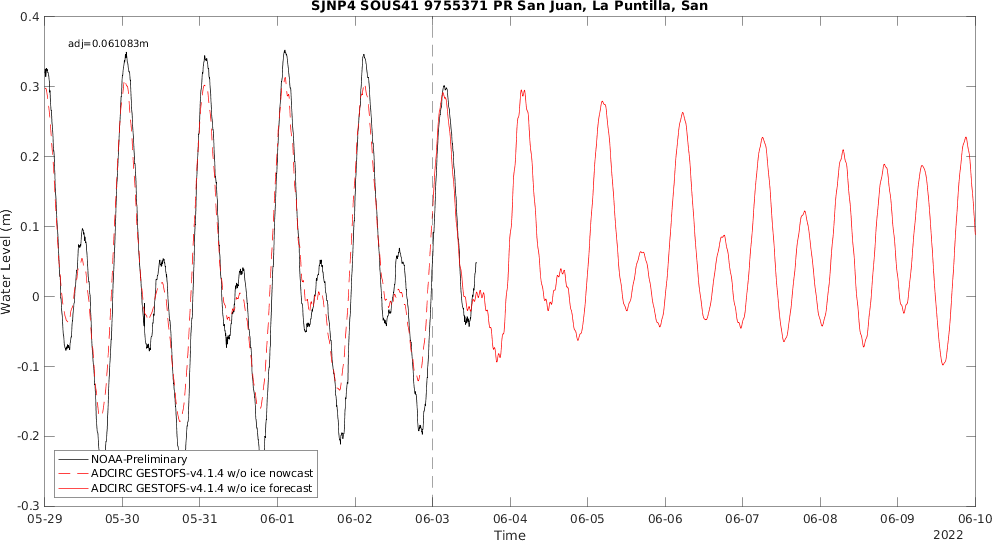 SJNP4 SOUS41 9755371 PR San Juan, La Puntilla, San
adj=0.061083m
Water Level (m)
0.4
0.3
0.2
0.1
0
-0.1
-0.2
-0.3
NOAA-Preliminary
ADCIRC GESTOFS-v4.1.4 w/o ice nowcast
ADCIRC GESTOFS-v4.1.4 w/o ice forecast
05-29 05-30 05-31 06-01 06-02 06-03 06-04 06-05 06-06 06-07 06-08 06-09 06-10
Time
2022